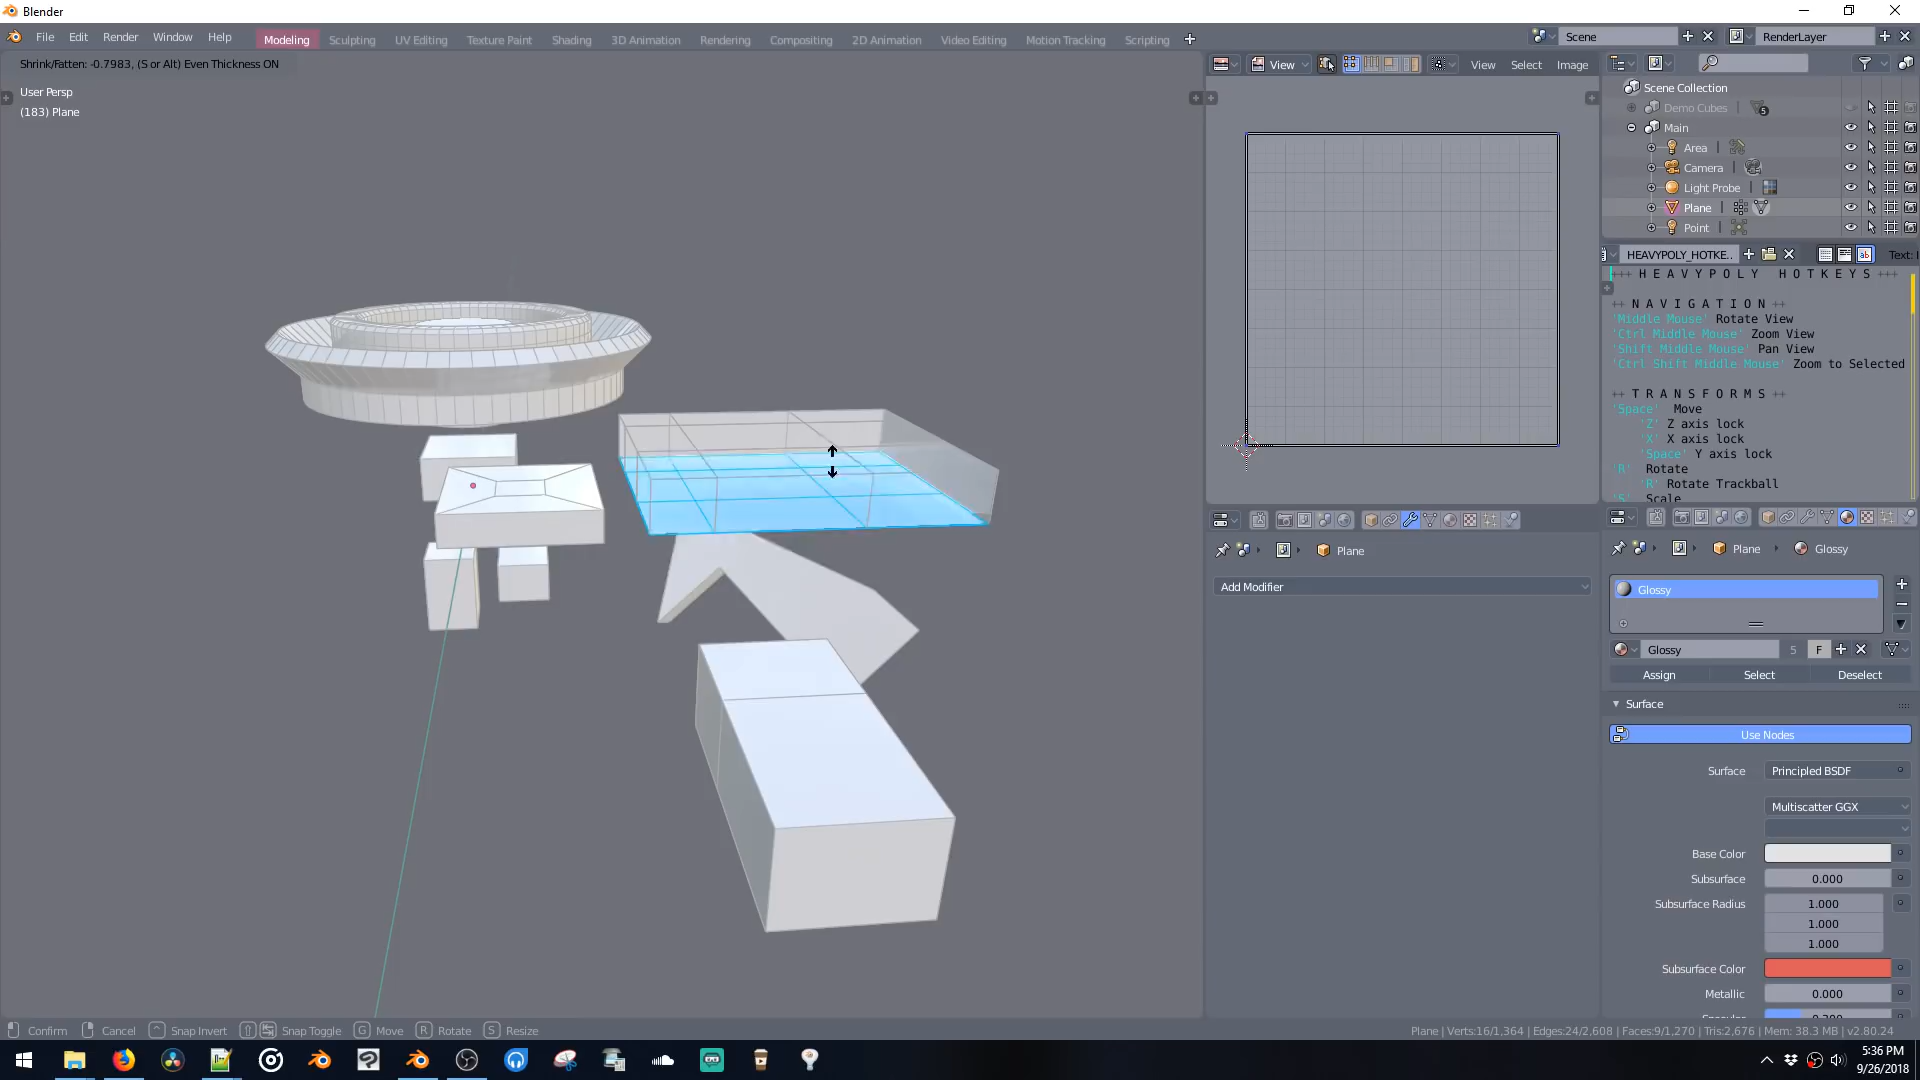 Blender
File Edit Render Window Help
Modeling Sculpting UV Editing Texture Paint Shading 3D Animation Rendering Compositing 2D Animation Video Editing Motion Tracking Scripting
Scene
RenderLayer
Shrink/Fatten: -0.7983, (S or Alt) Even Thickness ON
User Persp
(183) Plane
View View Select Image
Scene Collection
Demo Cubes 5
Main
Area
Camera
Light Probe
Plane
Point
HEAVYPOLY_HOTKE.. Text:
+++ H E A V Y P O L Y H O T K E Y S +++
++ N A V I G A T I O N ++
'Middle Mouse' Rotate View
'Ctrl Middle Mouse' Zoom View
'Shift Middle Mouse' Pan View
'Ctrl Shift Middle Mouse' Zoom to Selected
++ T R A N S F O R M S ++
'Space' Move
'Z' Z axis lock
'X' X axis lock
'Space' Y axis lock
'R' Rotate
'R' Rotate Trackball
'S' Scale
Plane
Add Modifier
Plane Glossy
Glossy
Glossy 5 F
Assign Select Deselect
Surface
Use Nodes
Surface Principled BSDF
Multiscatter GGX
Base Color
Subsurface 0.000
Subsurface Radius 1.000
1.000
1.000
Subsurface Color
Metallic 0.000
Confirm Cancel Snap Invert Snap Toggle G Move R Rotate S Resize
Plane | Verts:16/1,364 | Edges:24/2,608 | Faces:9/1,270 | Tris:2,676 | Mem: 38.3 MB | v2.80.24
5:36 PM
9/26/2018